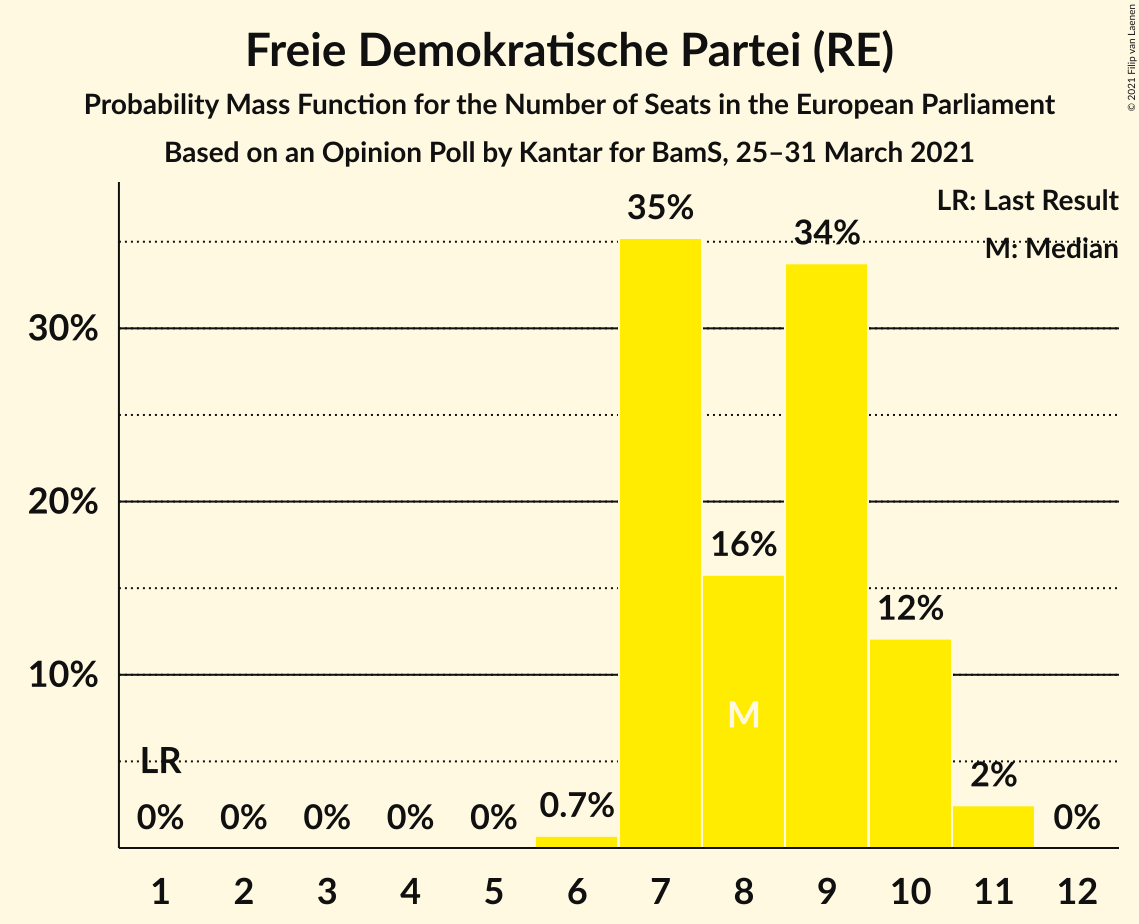 Freie Demokratische Partei (RE)
Probability Mass Function for the Number of Seats in the European Parliament
Based on an Opinion Poll by Kantar for BamS, 25–31 March 2021
© 2021 Filip van Laenen
LR: Last Result
M: Median
35%
34%
30%
20%
16%
12%
10%
M
LR
2%
0% 0% 0% 0% 0% 0.7% 0%
1 2 3 4 5 6 7 8 9 10 11 12